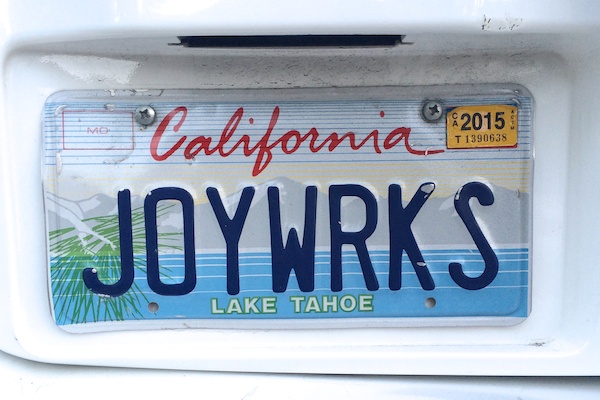 MO
California
CA 2015
T 1390638
JOYWRKS
LAKE TAHOE